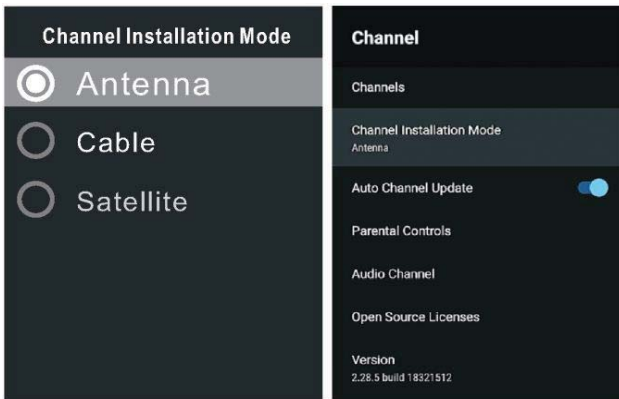 Channel Installation Mode
Antenna
Cable
Satellite
Channel
Channels
Channel Installation Mode
Antenna
Auto Channel Update
Parental Controls
Audio Channel
Open Source Licenses
Version
2.28.5 build 18321512